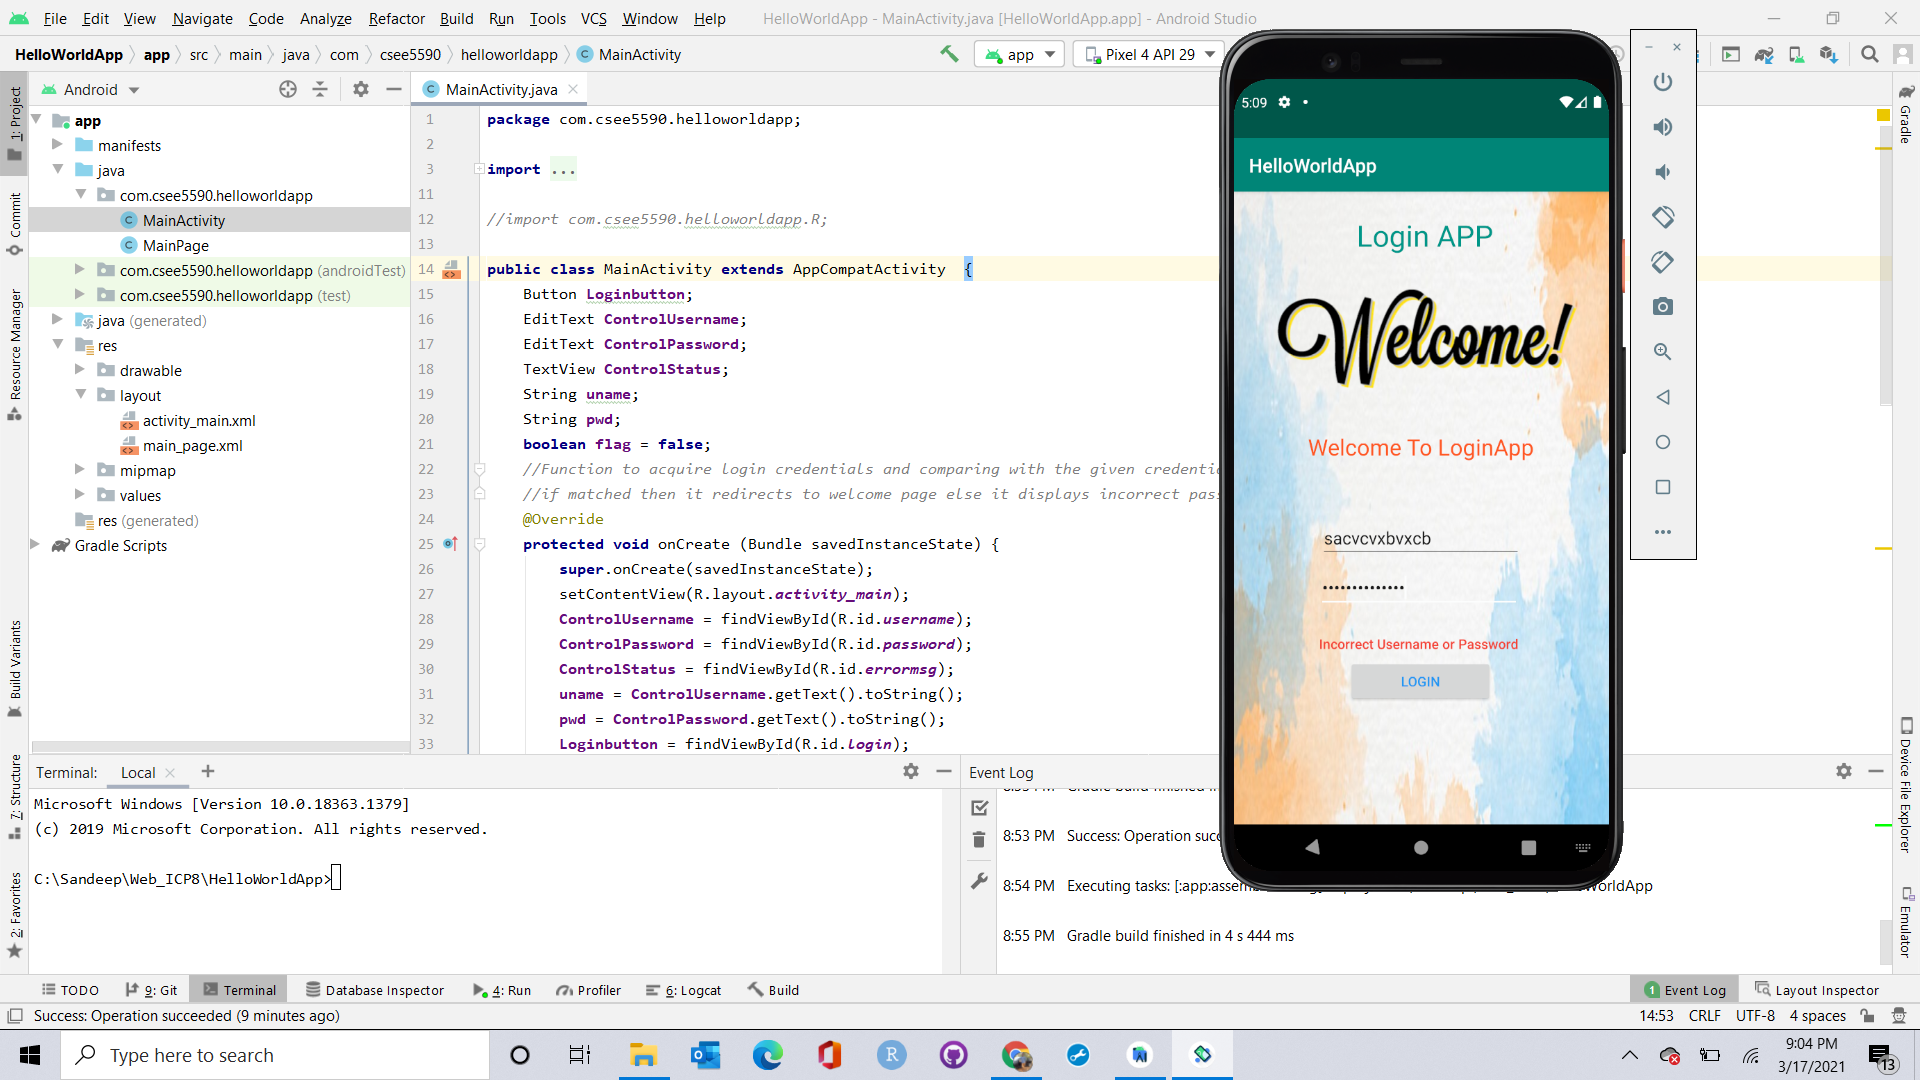 File Edit View Navigate Code Analyze Refactor Build Run Tools VCS Window Help HelloWorldApp - MainActivity.java [HelloWorldApp.app] - Android Studio
HelloWorldApp app src main java com csee5590 helloworldapp MainActivity app Pixel 4 API 29
Android
MainActivity.java
1: Project
Commit
Resource Manager
Build Variants
7: Structure
2: Favorites
app
manifests
java
com.csee5590.helloworldapp
MainActivity
MainPage
com.csee5590.helloworldapp (androidTest)
com.csee5590.helloworldapp (test)
java (generated)
res
drawable
layout
activity_main.xml
main_page.xml
mipmap
values
res (generated)
Gradle Scripts
1 package com.csee5590.helloworldapp;
2
3 import ...
11
12 //import com.csee5590.helloworldapp.R;
13
14 public class MainActivity extends AppCompatActivity {
15 Button Loginbutton;
16 EditText ControlUsername;
17 EditText ControlPassword;
18 TextView ControlStatus;
19 String uname;
20 String pwd;
21 boolean flag = false;
22 //Function to acquire login credentials and comparing with the given credentic
23 //if matched then it redirects to welcome page else it displays incorrect pass
24 @Override
25 protected void onCreate (Bundle savedInstanceState) {
26 super.onCreate(savedInstanceState);
27 setContentView(R.layout.activity_main);
28 ControlUsername = findViewById(R.id.username);
29 ControlPassword = findViewById(R.id.password);
30 ControlStatus = findViewById(R.id.errormsg);
31 uname = ControlUsername.getText().toString();
32 pwd = ControlPassword.getText().toString();
33 Loginbutton = findViewById(R.id.login);
5:09
HelloWorldApp
Login APP
Welcome!
Welcome To LoginApp
sacvcvxbvxcb
••••••••••••••
Incorrect Username or Password
LOGIN
Gradle
Device File Explorer
Emulator
Terminal: Local
Microsoft Windows [Version 10.0.18363.1379]
(c) 2019 Microsoft Corporation. All rights reserved.
C:\Sandeep\Web_ICP8\HelloWorldApp>
Event Log
8:53 PM Gradle build finished
8:53 PM Success: Operation succ
8:54 PM Executing tasks: [:app:assemb WorldApp
8:55 PM Gradle build finished in 4 s 444 ms
TODO 9: Git Terminal Database Inspector 4: Run Profiler 6: Logcat Build 1 Event Log Layout Inspector
Success: Operation succeeded (9 minutes ago) 14:53 CRLF UTF-8 4 spaces
Type here to search
R
9:04 PM
3/17/2021
13